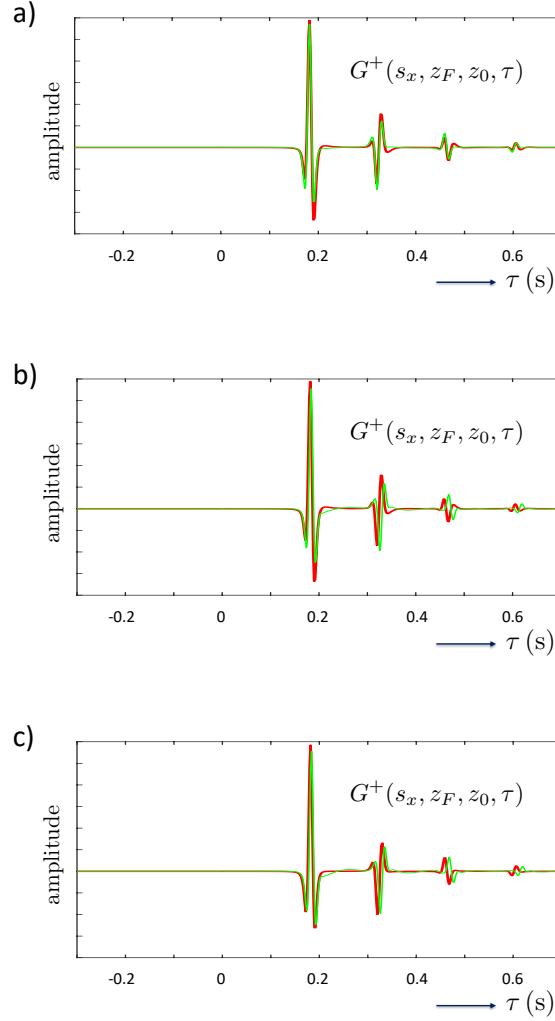 a)
G⁺(s_x, z_F, z_0, τ)
amplitude
-0.2 0 0.2 0.4 0.6
τ (s)
b)
G⁺(s_x, z_F, z_0, τ)
amplitude
-0.2 0 0.2 0.4 0.6
τ (s)
c)
G⁺(s_x, z_F, z_0, τ)
amplitude
-0.2 0 0.2 0.4 0.6
τ (s)